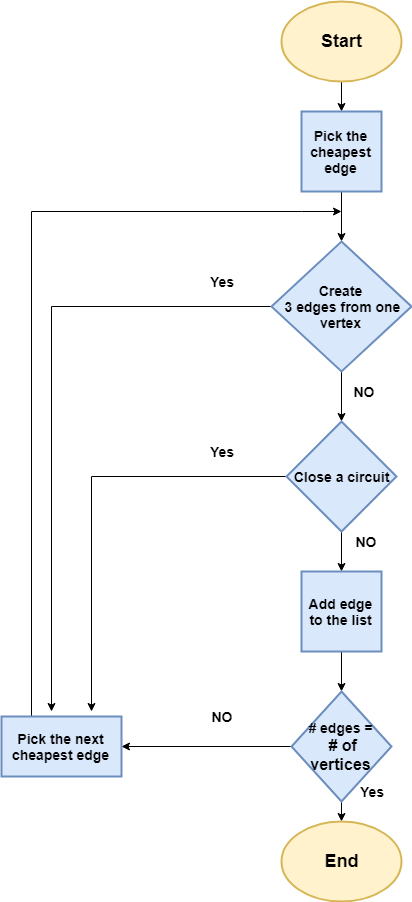 Start
Pick the
cheapest
edge
Yes
Create
3 edges from one
vertex
NO
Yes
Close a circuit
NO
Add edge
to the list
NO
Pick the next
cheapest edge
# edges =
# of
vertices
Yes
End